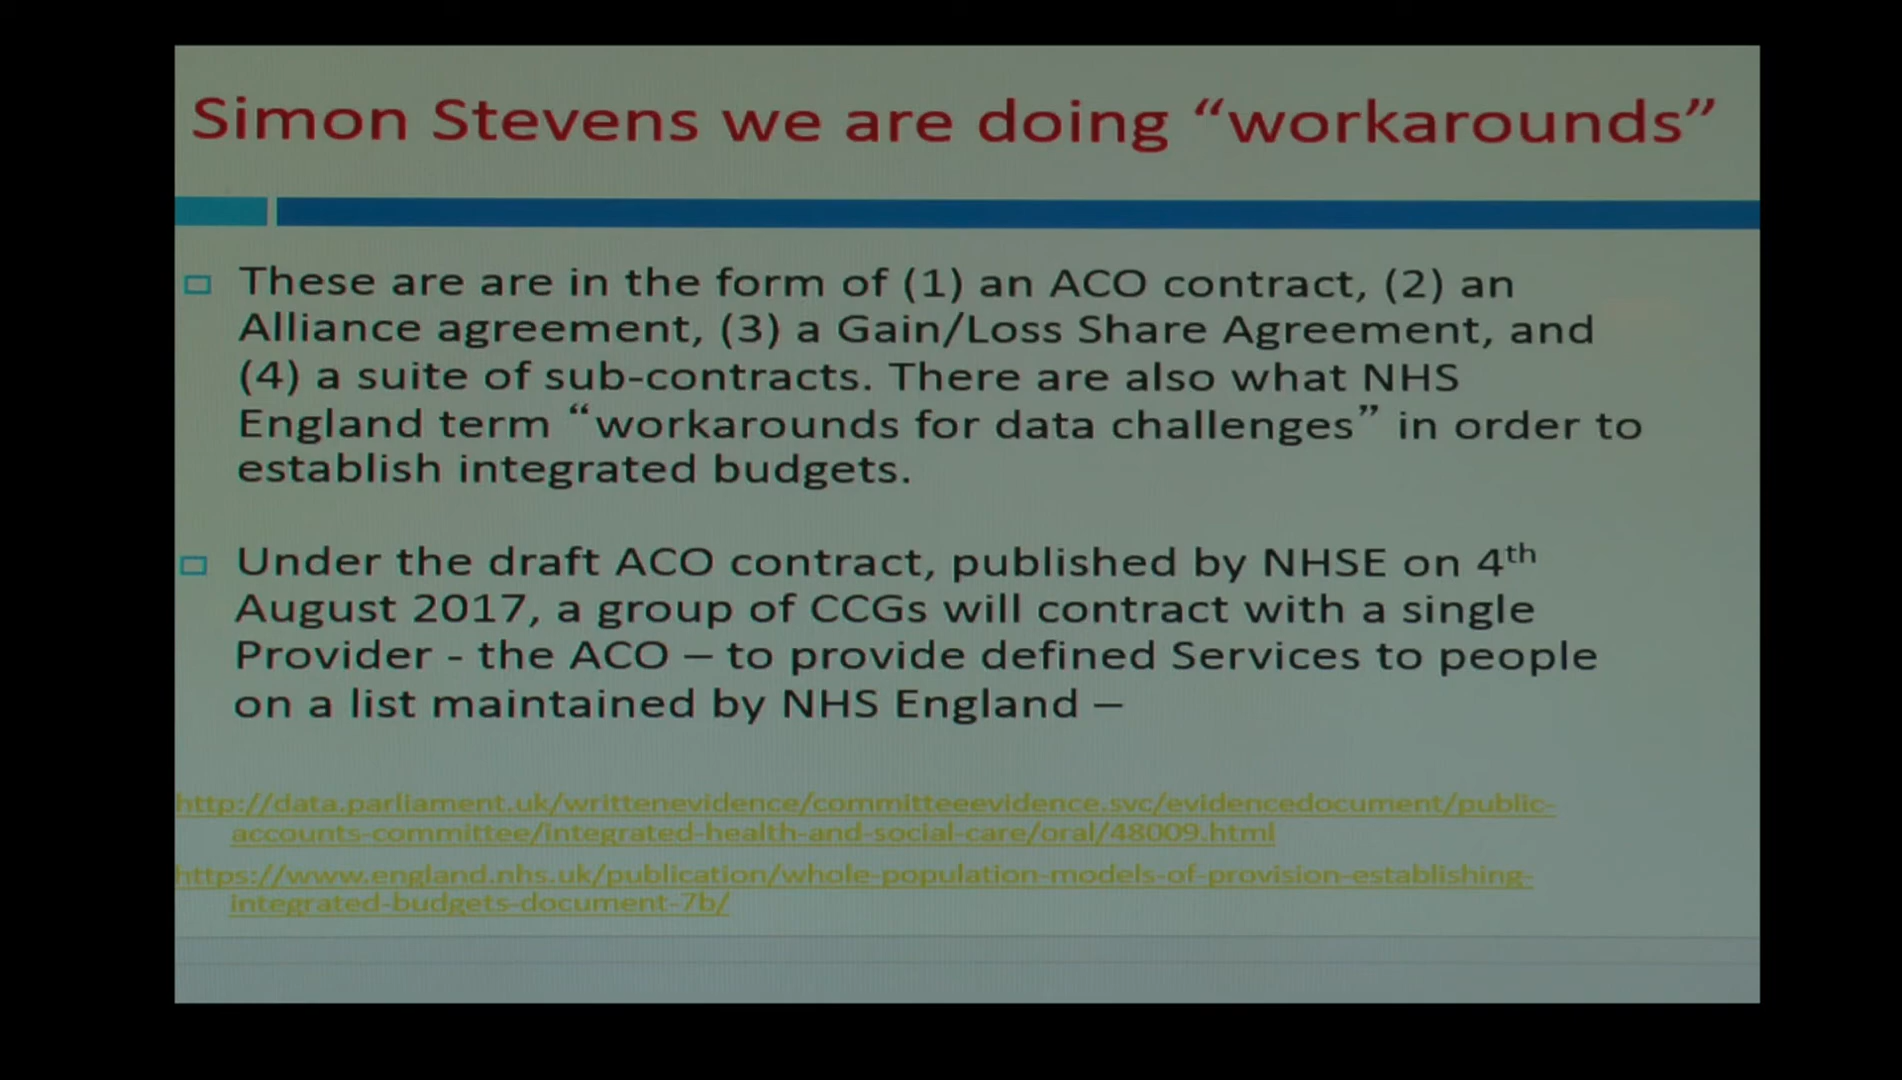 Simon Stevens we are doing “workarounds”
These are are in the form of (1) an ACO contract, (2) an
Alliance agreement, (3) a Gain/Loss Share Agreement, and
(4) a suite of sub-contracts. There are also what NHS
England term “workarounds for data challenges” in order to
establish integrated budgets.
Under the draft ACO contract, published by NHSE on 4th
August 2017, a group of CCGs will contract with a single
Provider - the ACO – to provide defined Services to people
on a list maintained by NHS England –
http://data.parliament.uk/writtenevidence/committeeevidence.svc/evidencedocument/public-
accounts-committee/integrated-health-and-social-care/oral/48009.html
https://www.england.nhs.uk/publication/whole-population-models-of-provision-establishing-
integrated-budgets-document-7b/